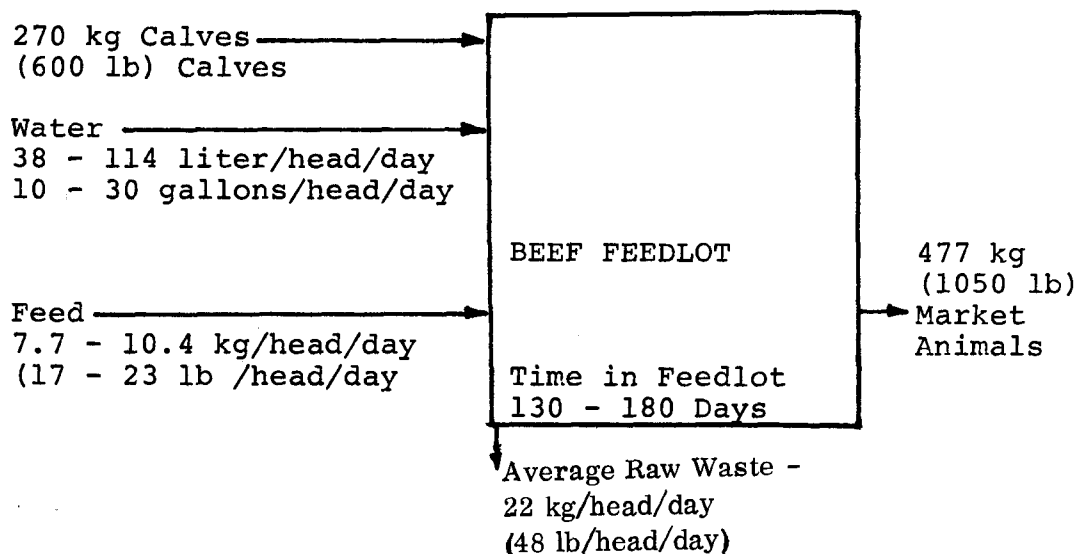 270 kg Calves
(600 lb) Calves
Water
38 - 114 liter/head/day
10 - 30 gallons/head/day
Feed
7.7 - 10.4 kg/head/day
(17 - 23 lb /head/day
BEEF FEEDLOT
Time in Feedlot
130 - 180 Days
477 kg
(1050 lb)
Market
Animals
Average Raw Waste -
22 kg/head/day
(48 lb/head/day)